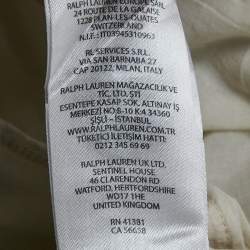 RALPH LAUREN EUROPE SARL
24 ROUTE DE LA GALAISE
1228 PLAN-LES-OUATES
SWITZERLAND
N.I.: IT03945310963
RL SERVICES S.R.L.
VIA SAN BARNABA 27
CAP 20122, MILAN, ITALY
RALPH LAUREN MAĞAZACILIK VE
TİC. LTD. ŞTİ
ESENTEPE KASAP SOK. ALTINAY İŞ
MERKEZİ NO:8-10 K:4 34360
ŞİŞLİ - İSTANBUL
WWW.RALPHLAUREN.COM
TÜKETİCİ İLETİŞİM HATTI
0212 345 69 69
RALPH LAUREN UK LTD.
SENTINEL HOUSE
46 CLARENDON RD
WATFORD, HERTFORDSHIRE
WD17 1HE
UNITED KINGDOM
RN 41381
CA 56638